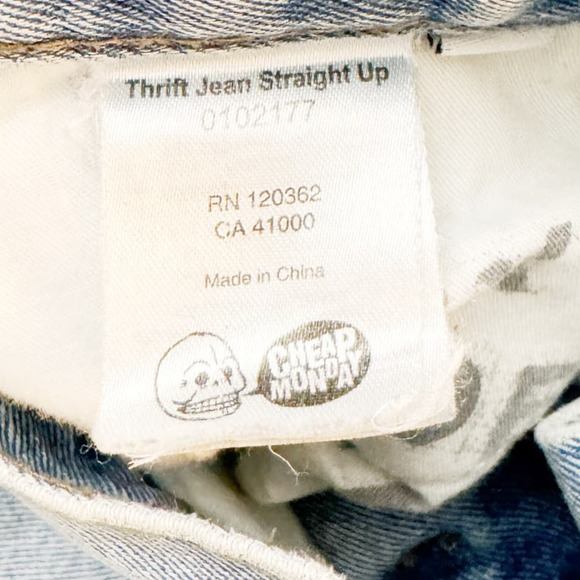 Thrift Jean Straight Up
0102177
RN 120362
CA 41000
Made in China
CHEAP
MONDAY